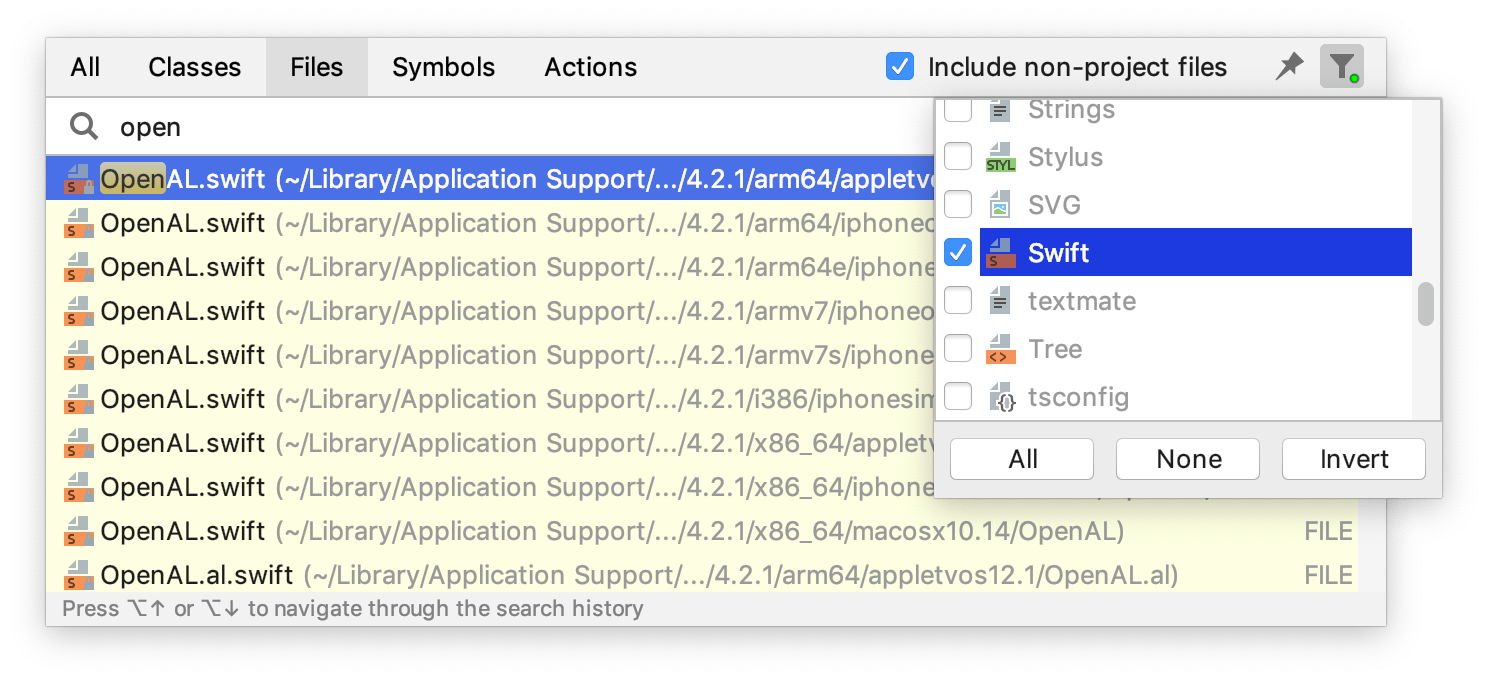 All Classes Files Symbols Actions Include non-project files
open
OpenAL.swift (~/Library/Application Support/.../4.2.1/arm64/appletvo
OpenAL.swift (~/Library/Application Support/.../4.2.1/arm64/iphoneo
OpenAL.swift (~/Library/Application Support/.../4.2.1/arm64e/iphone
OpenAL.swift (~/Library/Application Support/.../4.2.1/armv7/iphoneo
OpenAL.swift (~/Library/Application Support/.../4.2.1/armv7s/iphone
OpenAL.swift (~/Library/Application Support/.../4.2.1/i386/iphonesim
OpenAL.swift (~/Library/Application Support/.../4.2.1/x86_64/appletv
OpenAL.swift (~/Library/Application Support/.../4.2.1/x86_64/iphone
OpenAL.swift (~/Library/Application Support/.../4.2.1/x86_64/macosx10.14/OpenAL) FILE
OpenAL.al.swift (~/Library/Application Support/.../4.2.1/arm64/appletvos12.1/OpenAL.al) FILE
Press ⌥↑ or ⌥↓ to navigate through the search history
Strings
STYL Stylus
SVG
S Swift
textmate
<> Tree
{} tsconfig
All None Invert